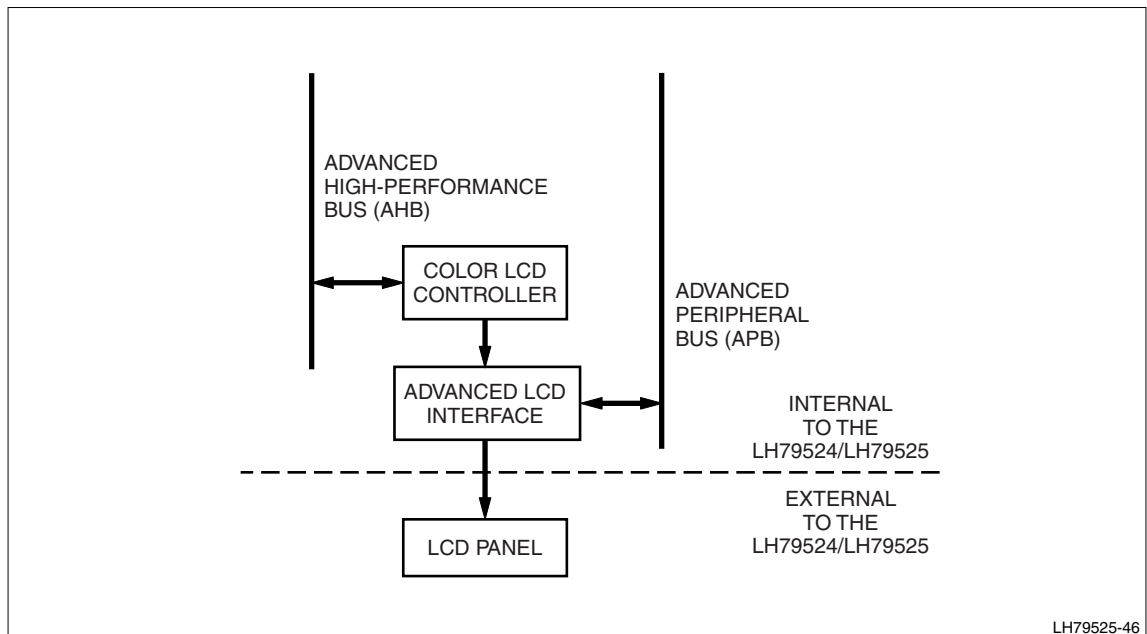 ADVANCED
HIGH-PERFORMANCE
BUS (AHB)
COLOR LCD
CONTROLLER
ADVANCED
PERIPHERAL
BUS (APB)
ADVANCED LCD
INTERFACE
INTERNAL
TO THE
LH79524/LH79525
EXTERNAL
TO THE
LH79524/LH79525
LCD PANEL
LH79525-46